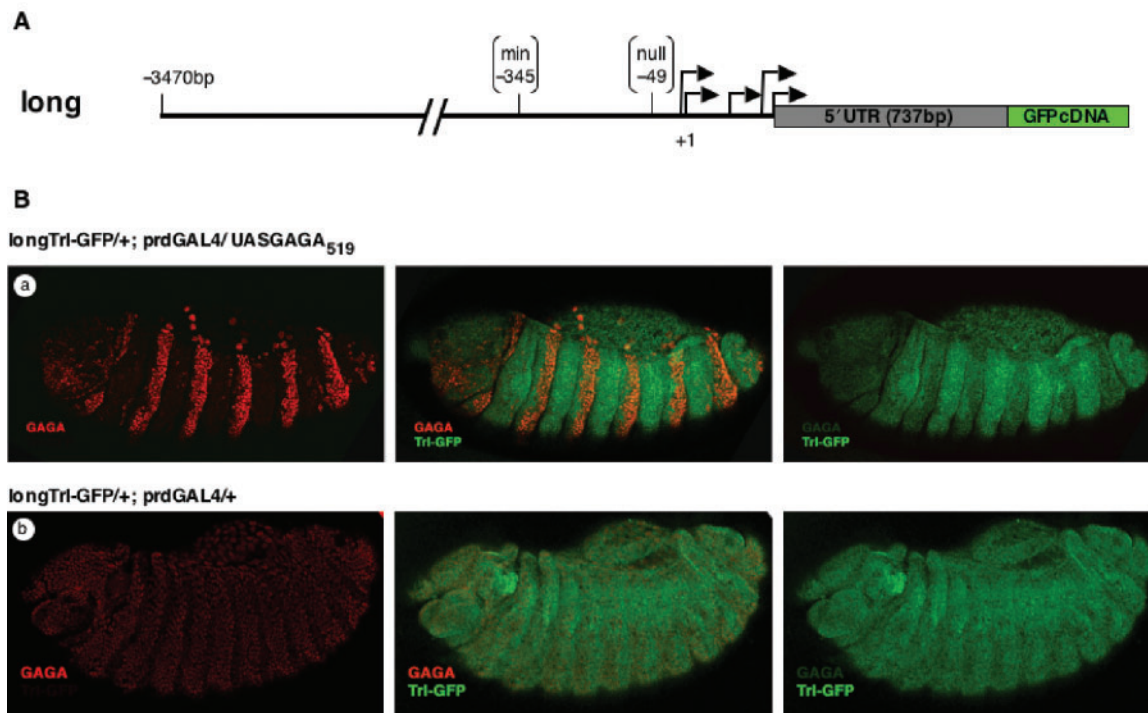 A
long
–3470bp
min
–345
null
–49
+1
5′ UTR (737bp)
GFPcDNA
B
longTrl-GFP/+; prdGAL4/UASGAGA519
a
GAGA
GAGA
Trl-GFP
GAGA
Trl-GFP
longTrl-GFP/+; prdGAL4/+
b
GAGA
Trl-GFP
GAGA
Trl-GFP
GAGA
Trl-GFP